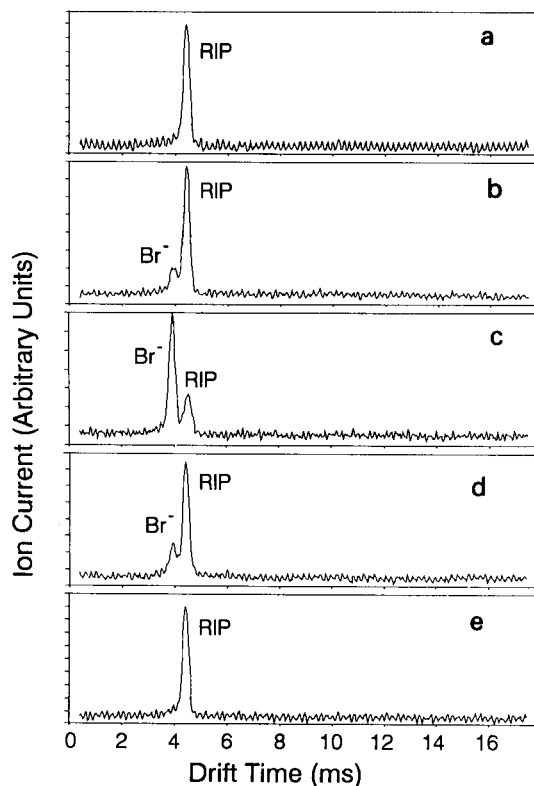 a
RIP
b
RIP
Br⁻
c
Br⁻
RIP
d
RIP
Br⁻
e
RIP
Ion Current (Arbitrary Units)
0 2 4 6 8 10 12 14 16
Drift Time (ms)